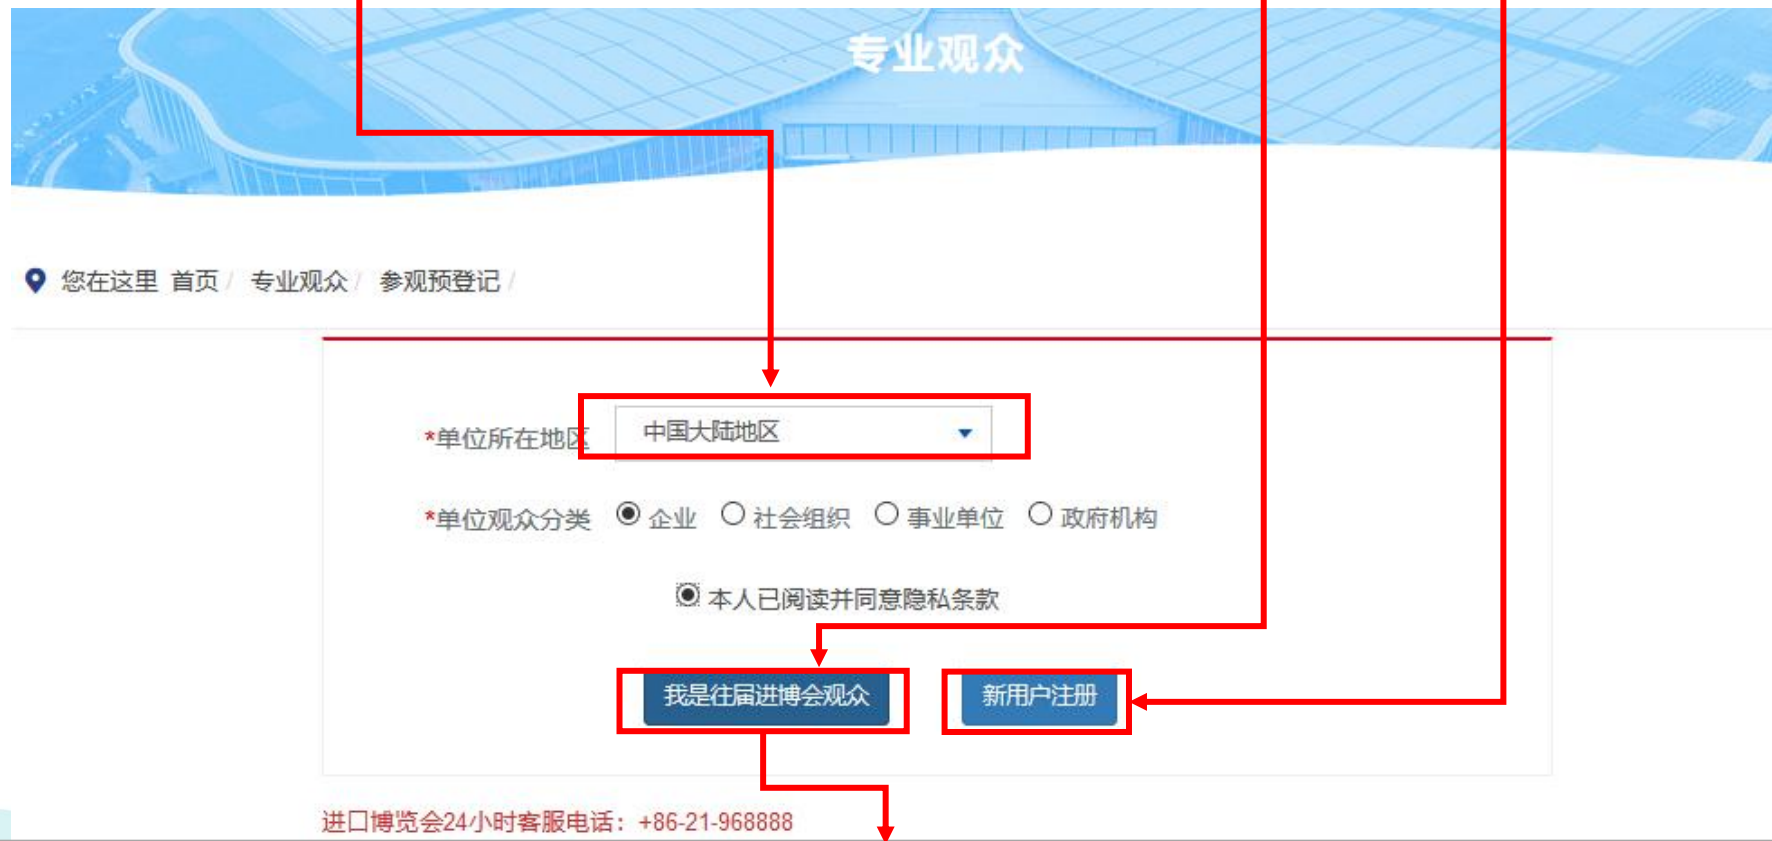 专业观众
您在这里 首页 / 专业观众 / 参观预登记 /
*单位所在地区 中国大陆地区
*单位观众分类 企业 社会组织 事业单位 政府机构
本人已阅读并同意隐私条款
我是往届进博会观众 新用户注册
进口博览会24小时客服电话：+86-21-968888